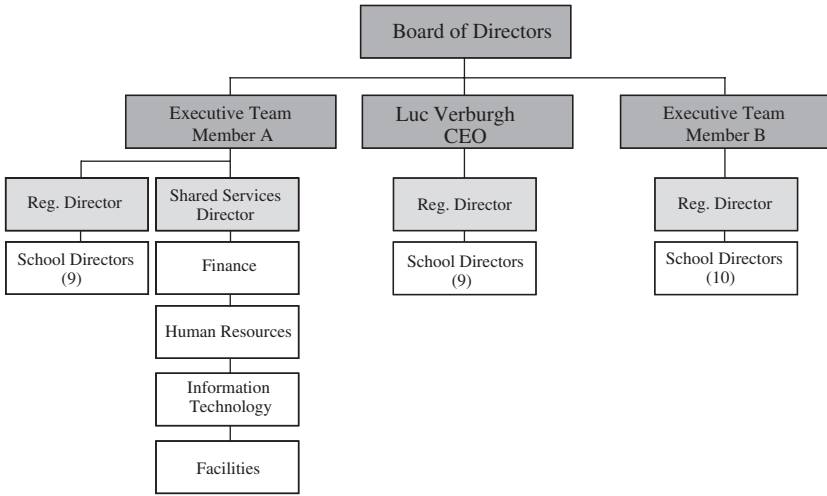 Board of Directors
Executive Team
Member A
Luc Verburgh
CEO
Executive Team
Member B
Reg. Director
Shared Services
Director
Reg. Director
Reg. Director
School Directors
(9)
Finance
School Directors
(9)
School Directors
(10)
Human Resources
Information
Technology
Facilities